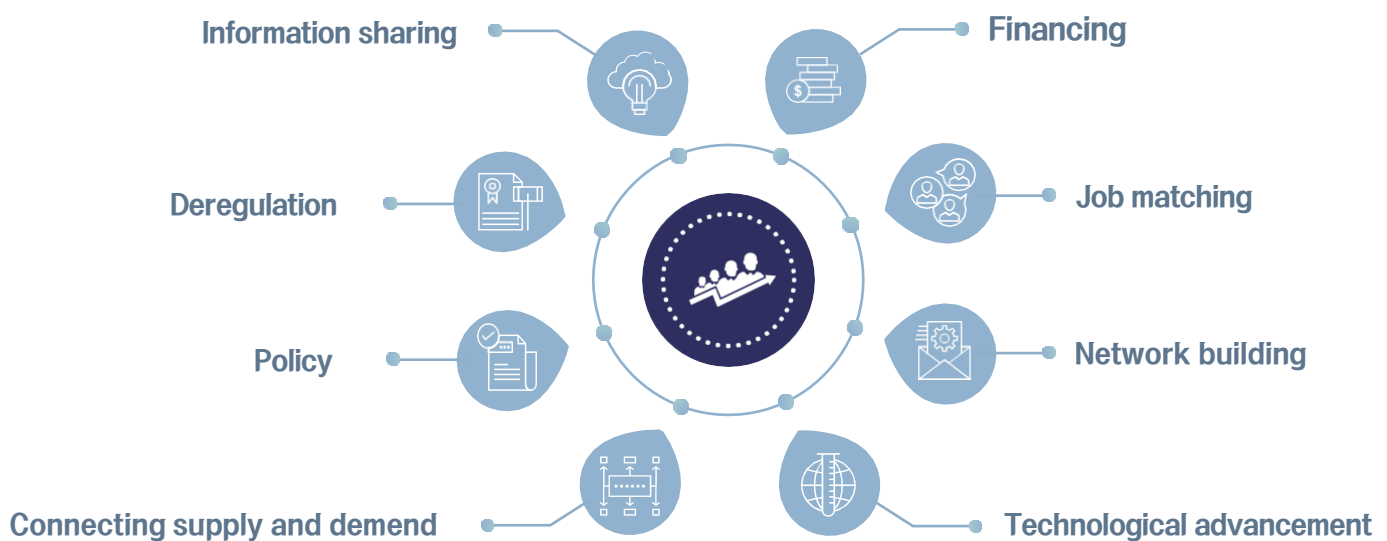 Information sharing
Financing
Deregulation
Job matching
Policy
Network building
Connecting supply and demend
Technological advancement
$